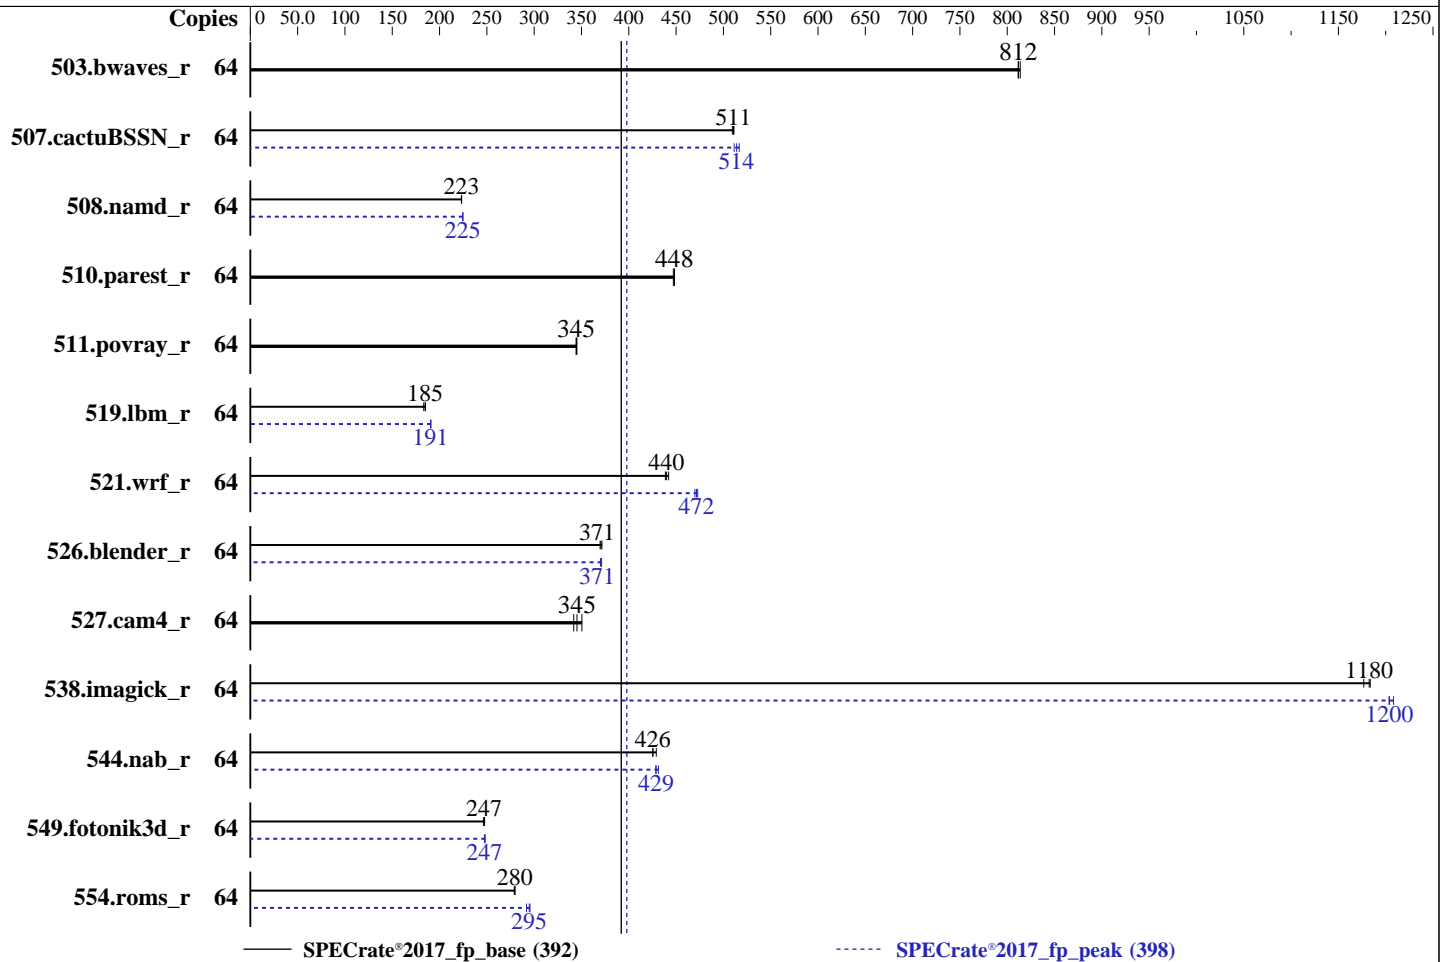 Copies 0 50.0 100 150 200 250 300 350 400 450 500 550 600 650 700 750 800 850 900 950 1050 1150 1250
503.bwaves_r 64 812
507.cactuBSSN_r 64 511
514
508.namd_r 64 223
225
510.parest_r 64 448
511.povray_r 64 345
519.lbm_r 64 185
191
521.wrf_r 64 440
472
526.blender_r 64 371
371
527.cam4_r 64 345
538.imagick_r 64 1180
1200
544.nab_r 64 426
429
549.fotonik3d_r 64 247
247
554.roms_r 64 280
295
SPECrate®2017_fp_base (392) SPECrate®2017_fp_peak (398)